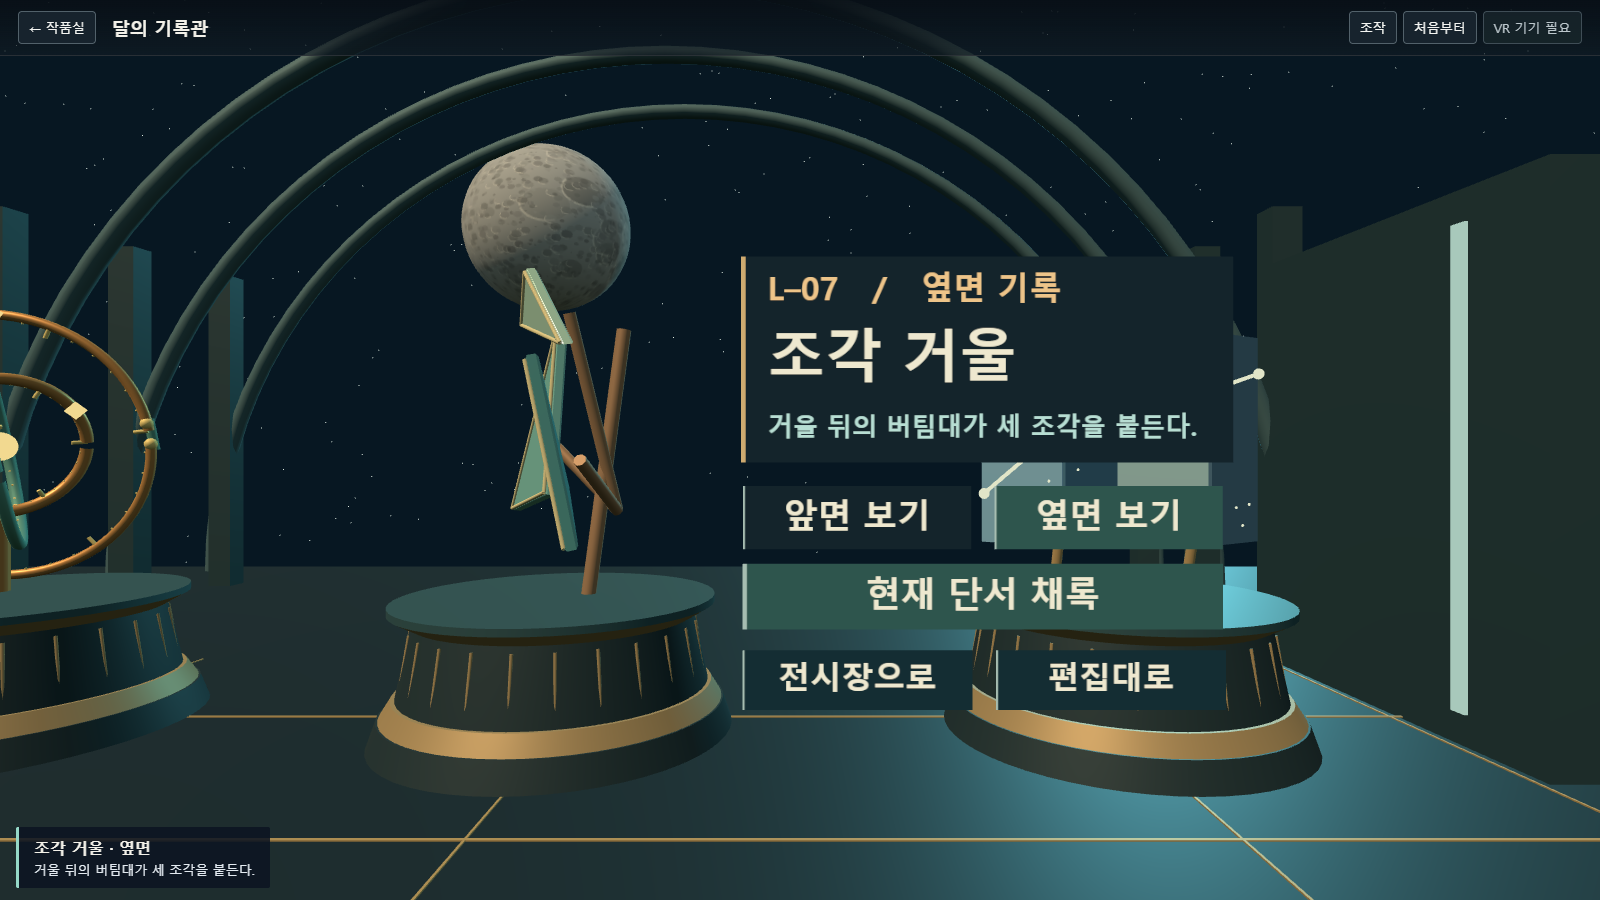 ← 작품실
달의 기록관
조작
처음부터
VR 기기 필요
L–07 / 옆면 기록
조각 거울
거울 뒤의 버팀대가 세 조각을 붙든다.
앞면 보기
옆면 보기
현재 단서 채록
전시장으로
편집대로
조각 거울 · 옆면
거울 뒤의 버팀대가 세 조각을 붙든다.